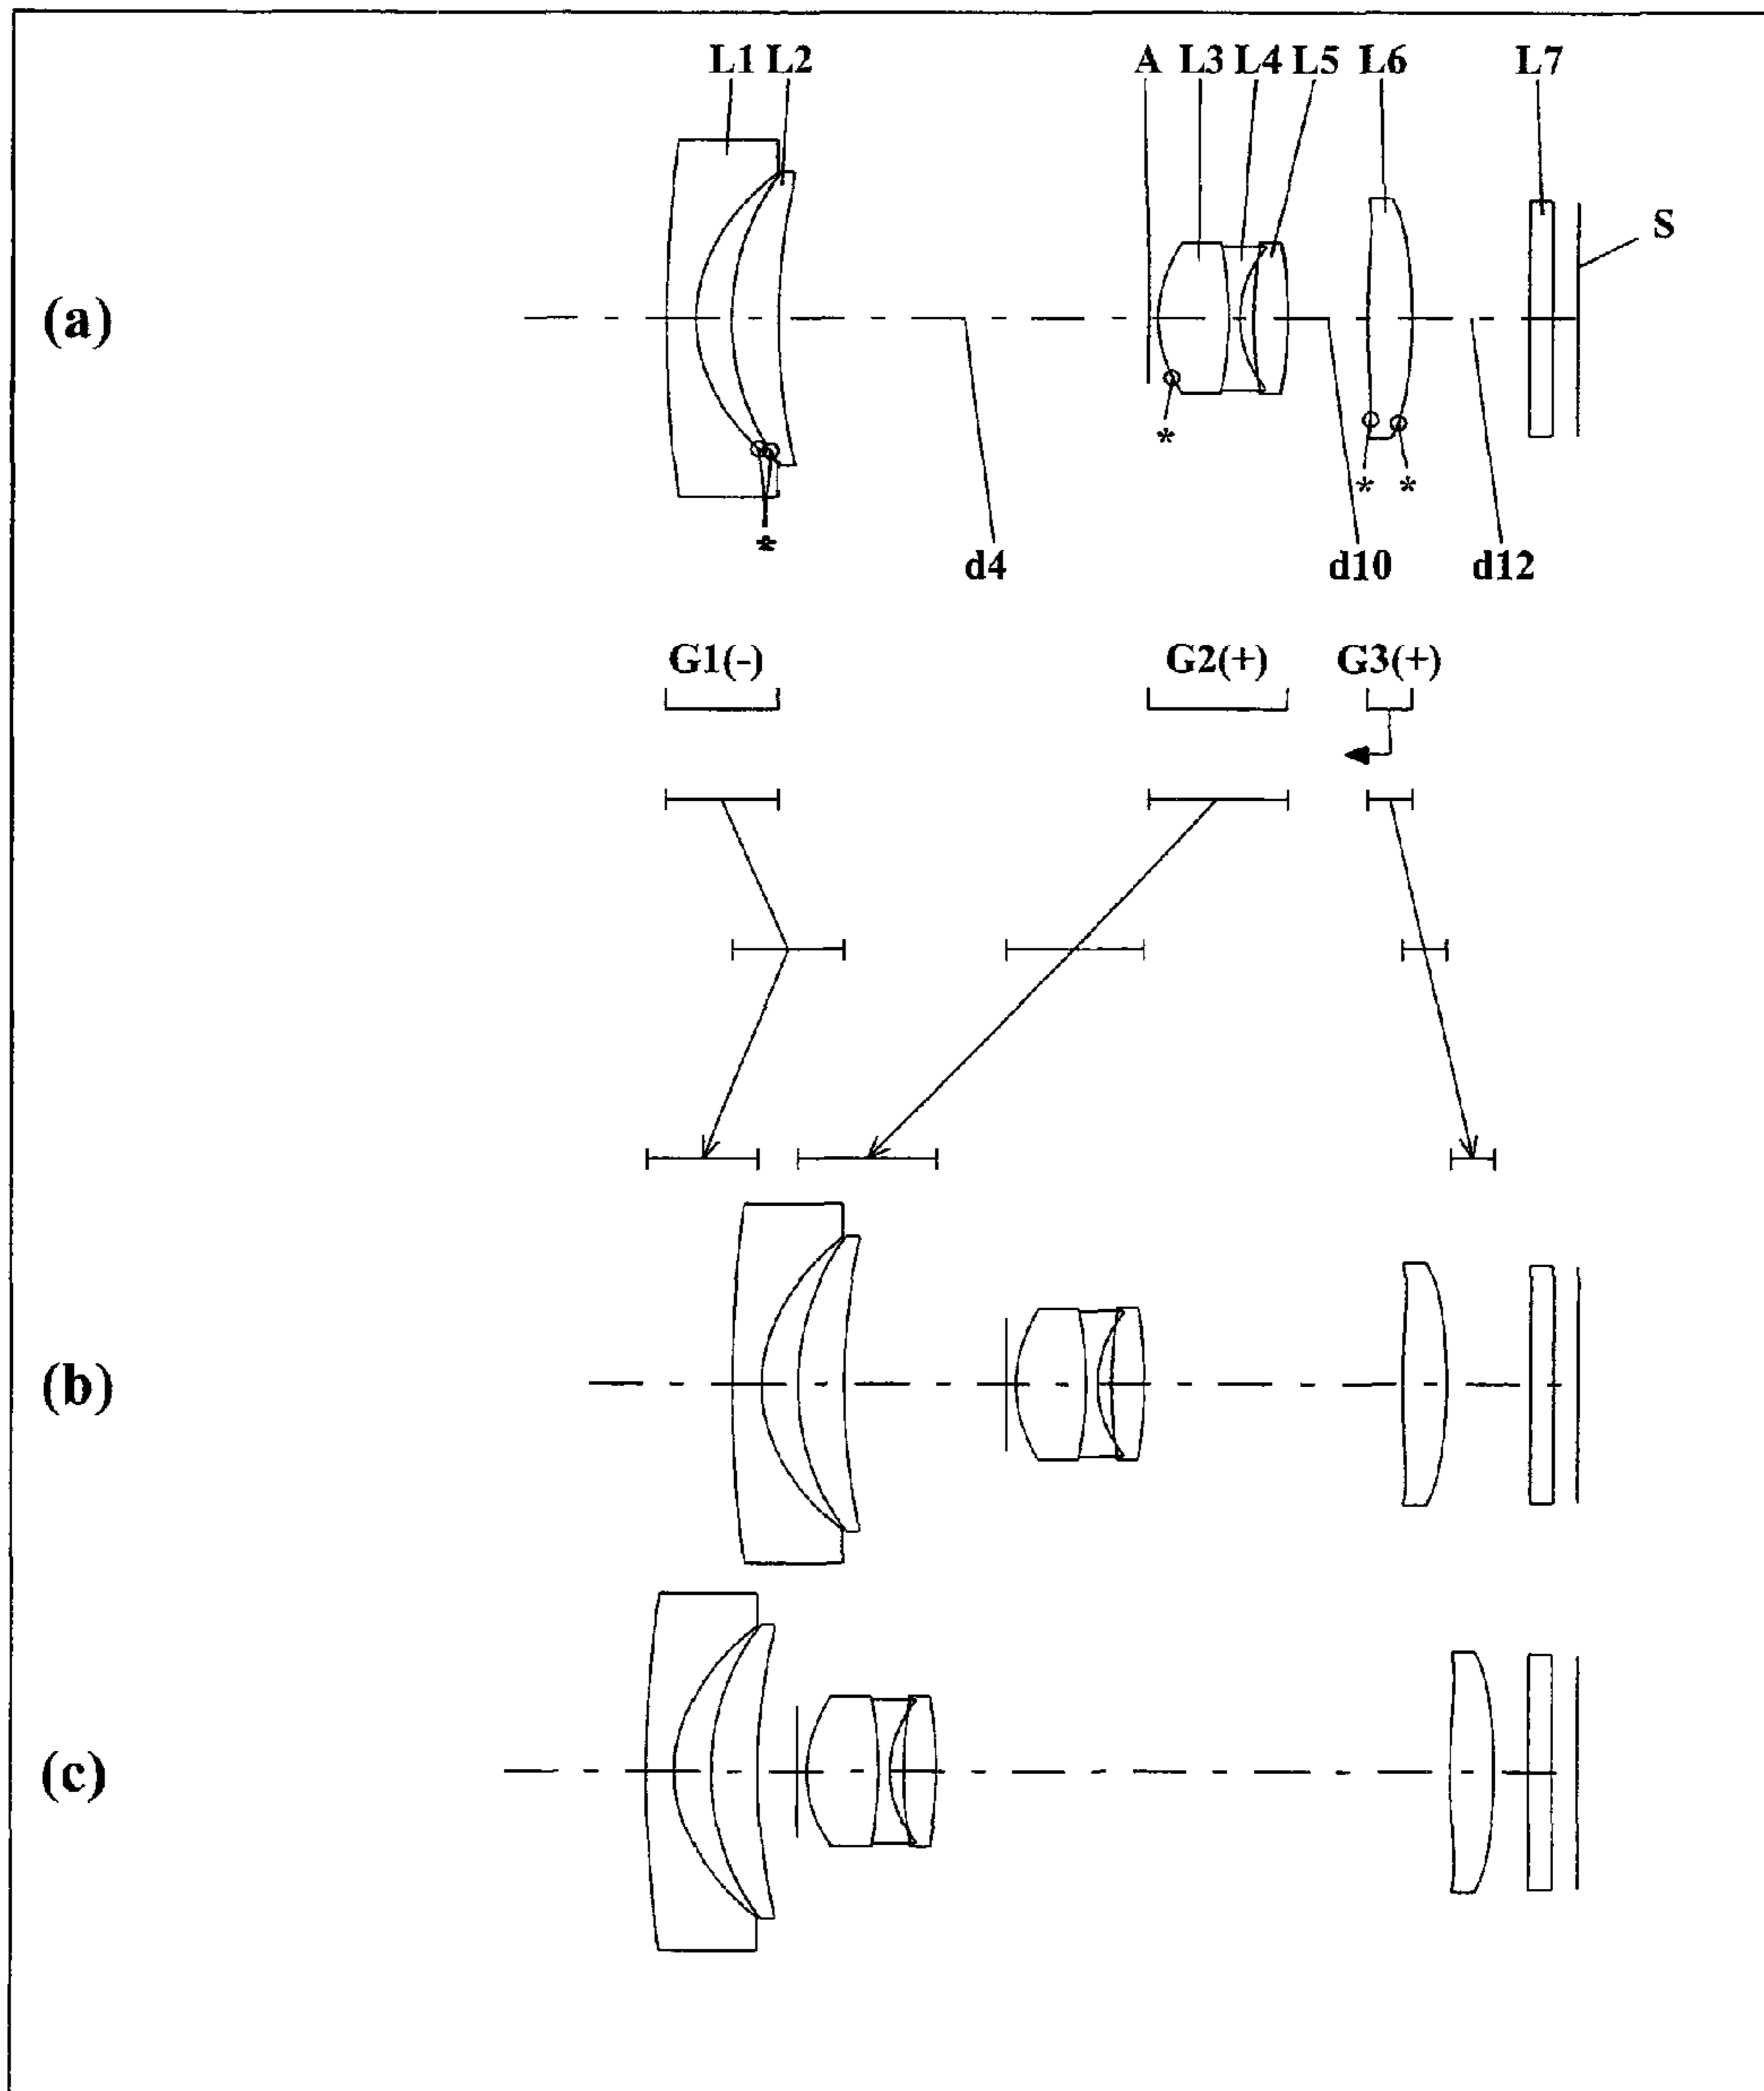 L1 L2 A L3 L4 L5 L6 L7
S
(a)
*
* *
*
d4 d10 d12
G1(-) G2(+) G3(+)
(b)
(c)